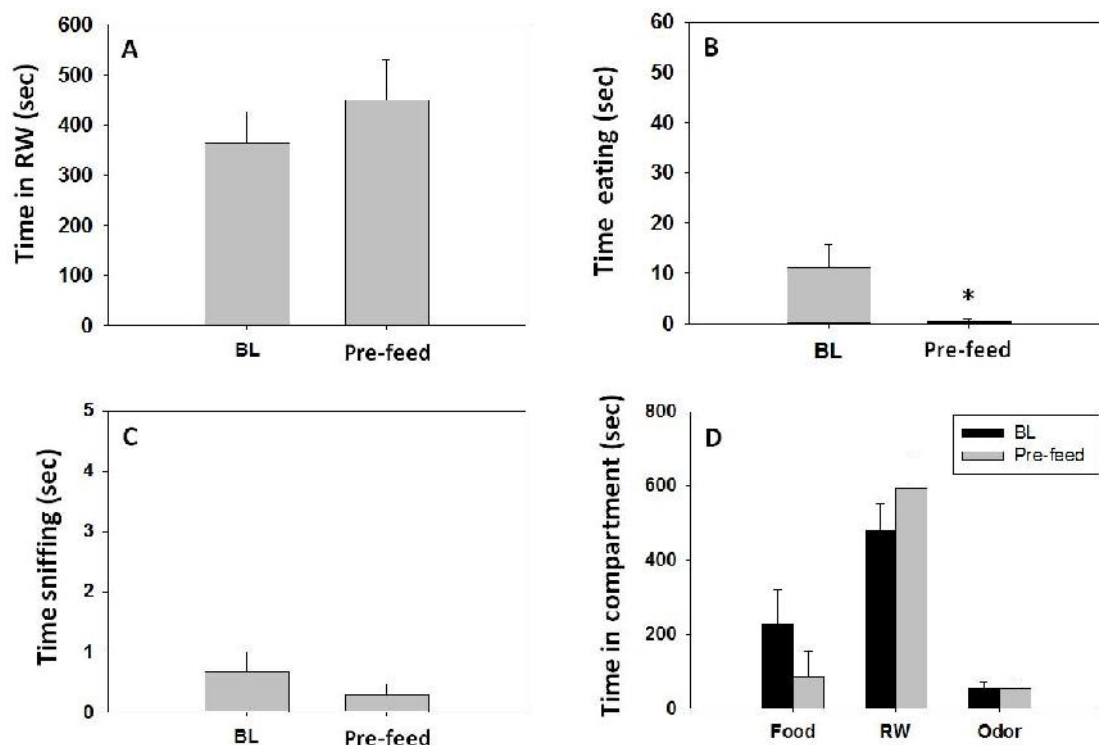 A
Time in RW (sec)
600
500
400
300
200
100
0
BL
Pre-feed
B
Time eating (sec)
60
50
40
30
20
10
0
*
BL
Pre-feed
C
Time sniffing (sec)
5
4
3
2
1
0
BL
Pre-feed
D
Time in compartment (sec)
800
600
400
200
0
BL
Pre-feed
Food
RW
Odor